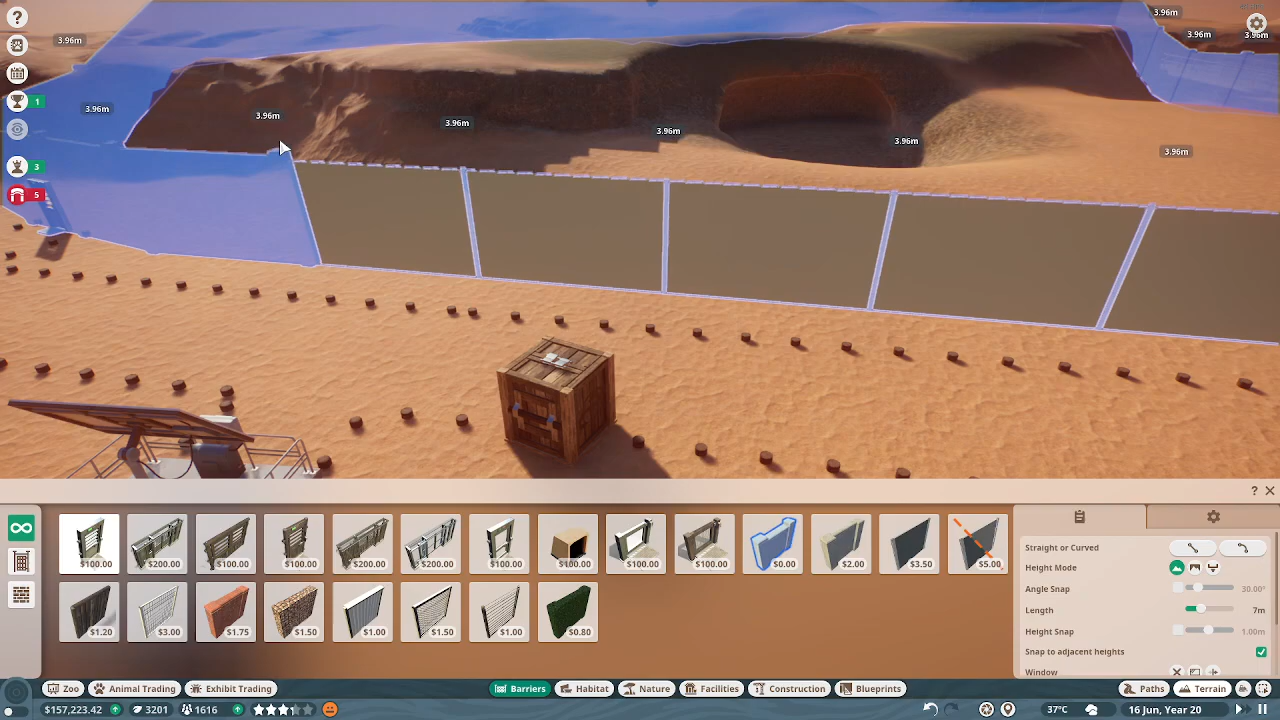 3.96m
3.96m
3.96m
3.96m
3.96m
3.96m
3.96m
3.96m
3.96m
3.96m
3.96m
?
1
3
5
? ×
$100.00 $200.00 $100.00 $100.00 $200.00 $200.00 $100.00 $100.00 $100.00 $100.00 $0.00 $2.00 $3.50 $5.00
$1.20 $3.00 $1.75 $1.50 $1.00 $1.50 $1.00 $0.80
Straight or Curved
Height Mode
Angle Snap 30.00°
Length 7m
Height Snap 1.00m
Snap to adjacent heights
Window
Zoo Animal Trading Exhibit Trading Barriers Habitat Nature Facilities Construction Blueprints Paths Terrain
$157,223.42 3201 1616 37°C 16 Jun, Year 20